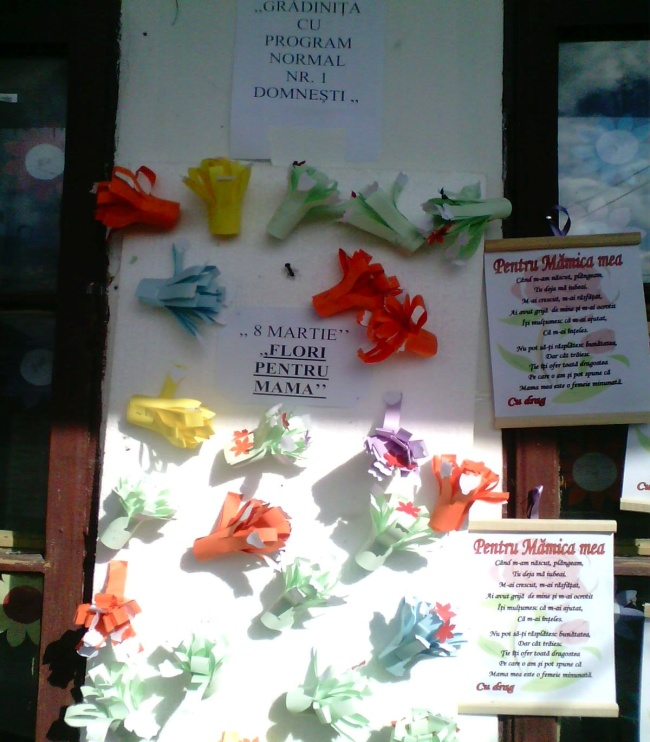 „GRĂDINIȚA
CU
PROGRAM
NORMAL
NR. 1
DOMNEȘTI „
„ 8 MARTIE”
„FLORI
PENTRU
MAMA”
Pentru Mămica mea
Când m-am născut, plângeam,
Tu deja mă iubeai.
M-ai crescut, m-ai răsfățat,
Ai avut grijă de mine și m-ai ocrotit
Îți mulțumesc că m-ai ajutat,
Că m-ai înțeles.
Nu pot să-ți răsplătesc bunătatea,
Dar cât trăiesc,
Ție îți ofer toată dragostea
Pe care o am și pot spune că
Mama mea este o femeie minunată.
Cu drag
Pentru Mămica mea
Când m-am născut, plângeam,
Tu deja mă iubeai.
M-ai crescut, m-ai răsfățat,
Ai avut grijă de mine și m-ai ocrotit
Îți mulțumesc că m-ai ajutat,
Că m-ai înțeles.
Nu pot să-ți răsplătesc bunătatea,
Dar cât trăiesc,
Ție îți ofer toată dragostea
Pe care o am și pot spune că
Mama mea este o femeie minunată.
Cu drag